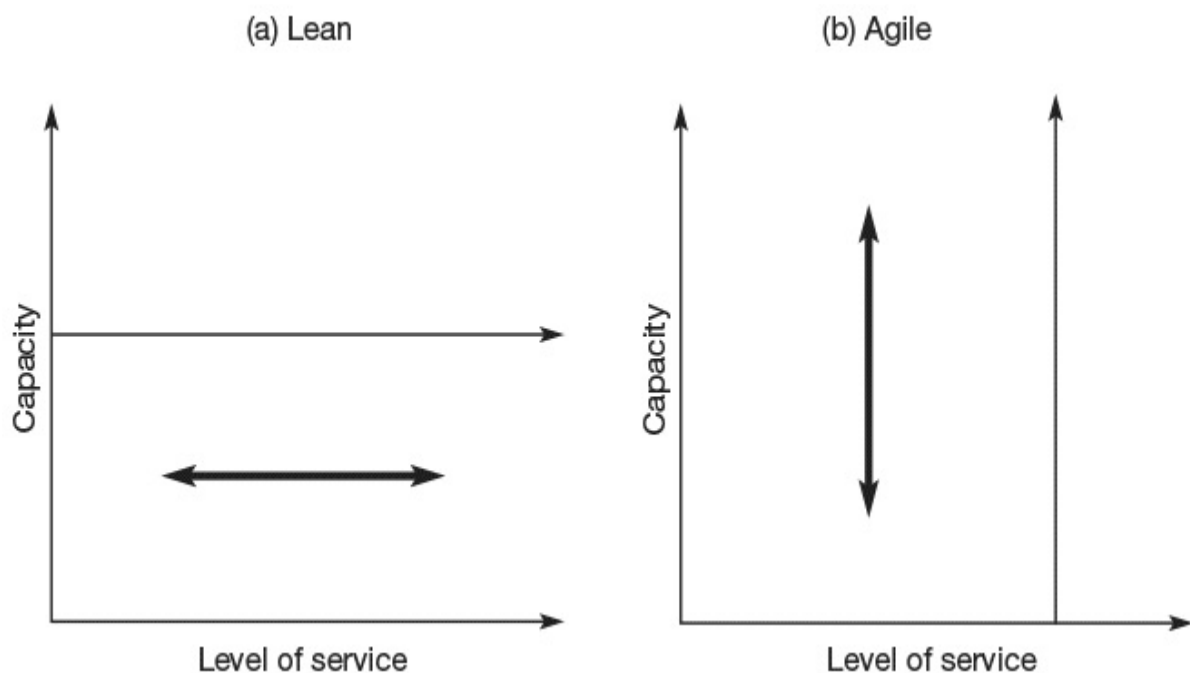 (a) Lean
(b) Agile
Capacity
Level of service
Capacity
Level of service